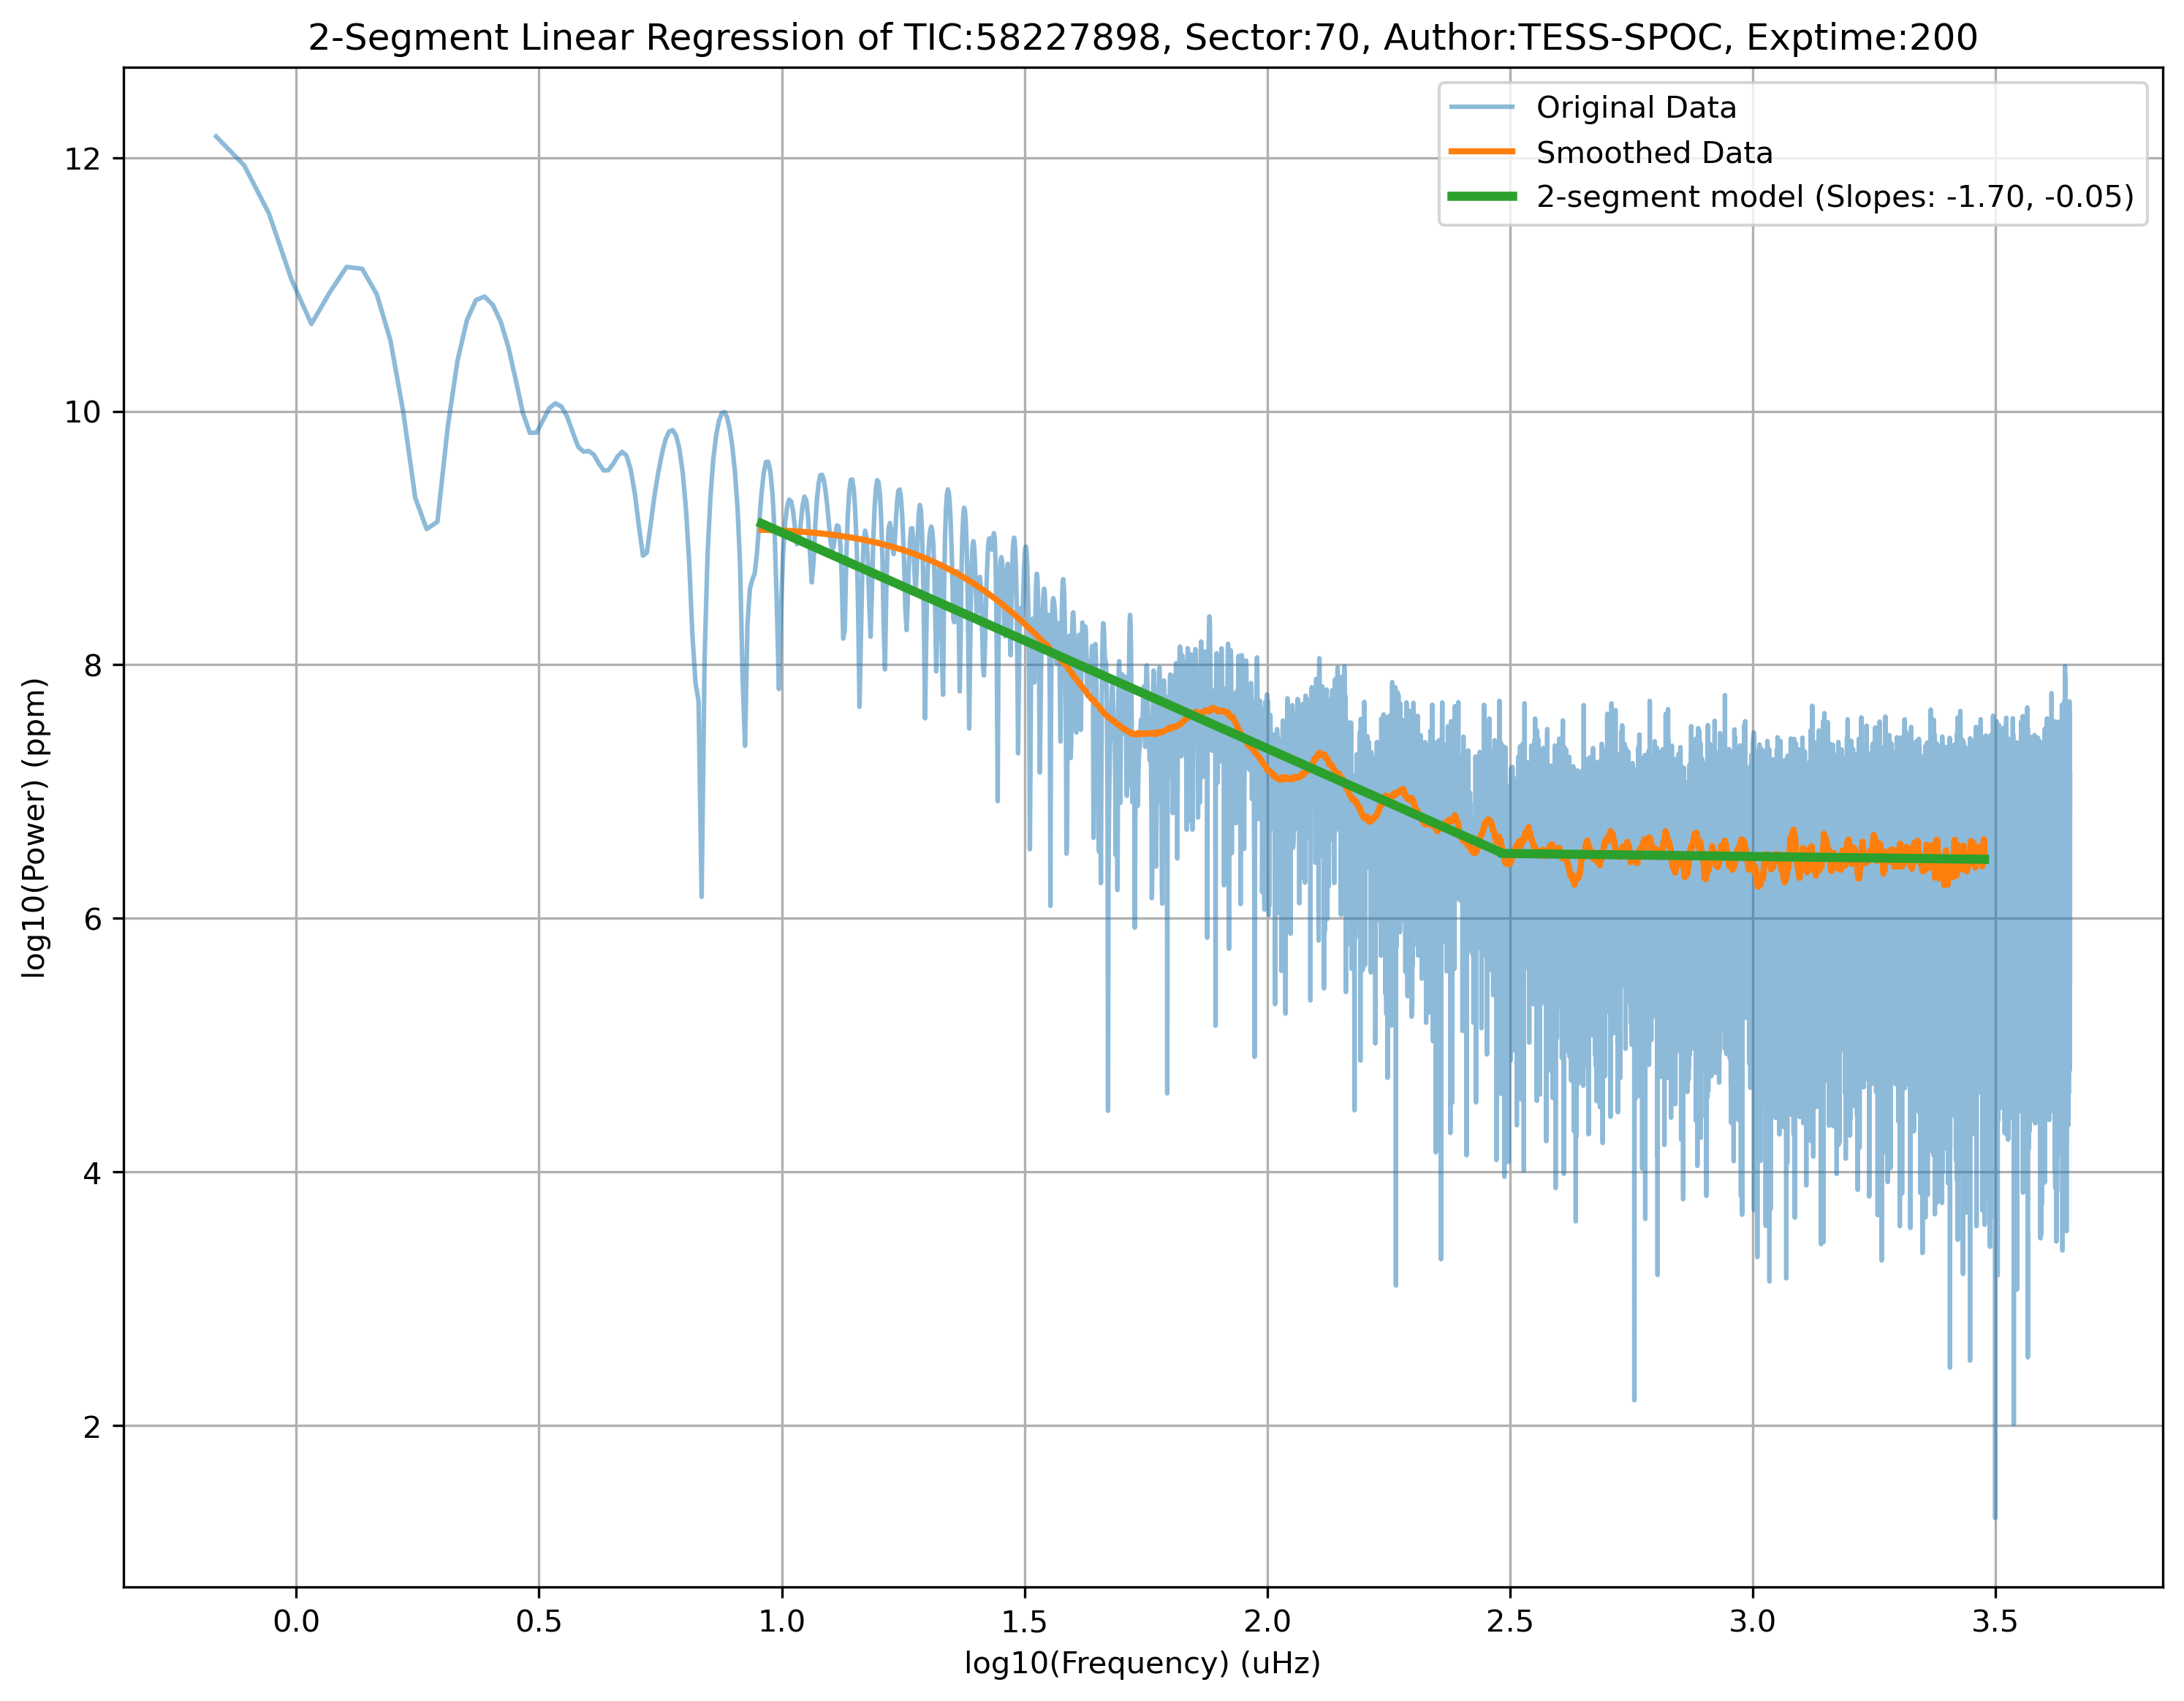 2-Segment Linear Regression of TIC:58227898, Sector:70, Author:TESS-SPOC, Exptime:200
Original Data
Smoothed Data
2-segment model (Slopes: -1.70, -0.05)
12
10
8
6
4
2
log10(Power) (ppm)
0.0 0.5 1.0 1.5 2.0 2.5 3.0 3.5
log10(Frequency) (uHz)